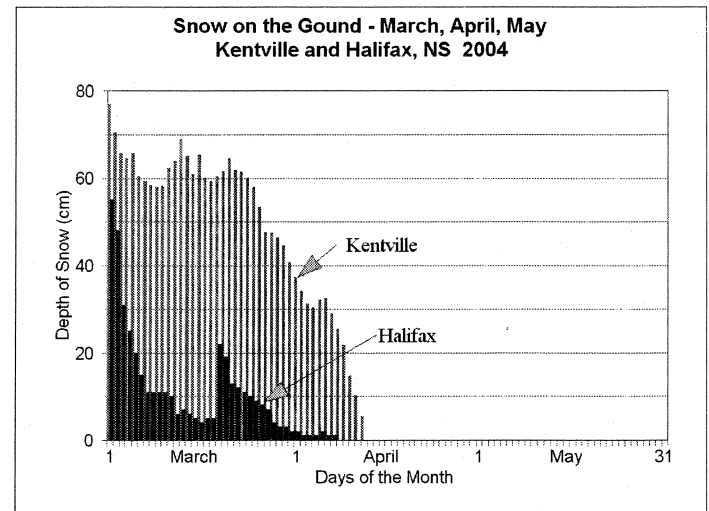 Snow on the Gound - March, April, May
Kentville and Halifax, NS 2004
80
60
40
20
0
Depth of Snow (cm)
Kentville
Halifax
1 March 1 April 1 May 31
Days of the Month